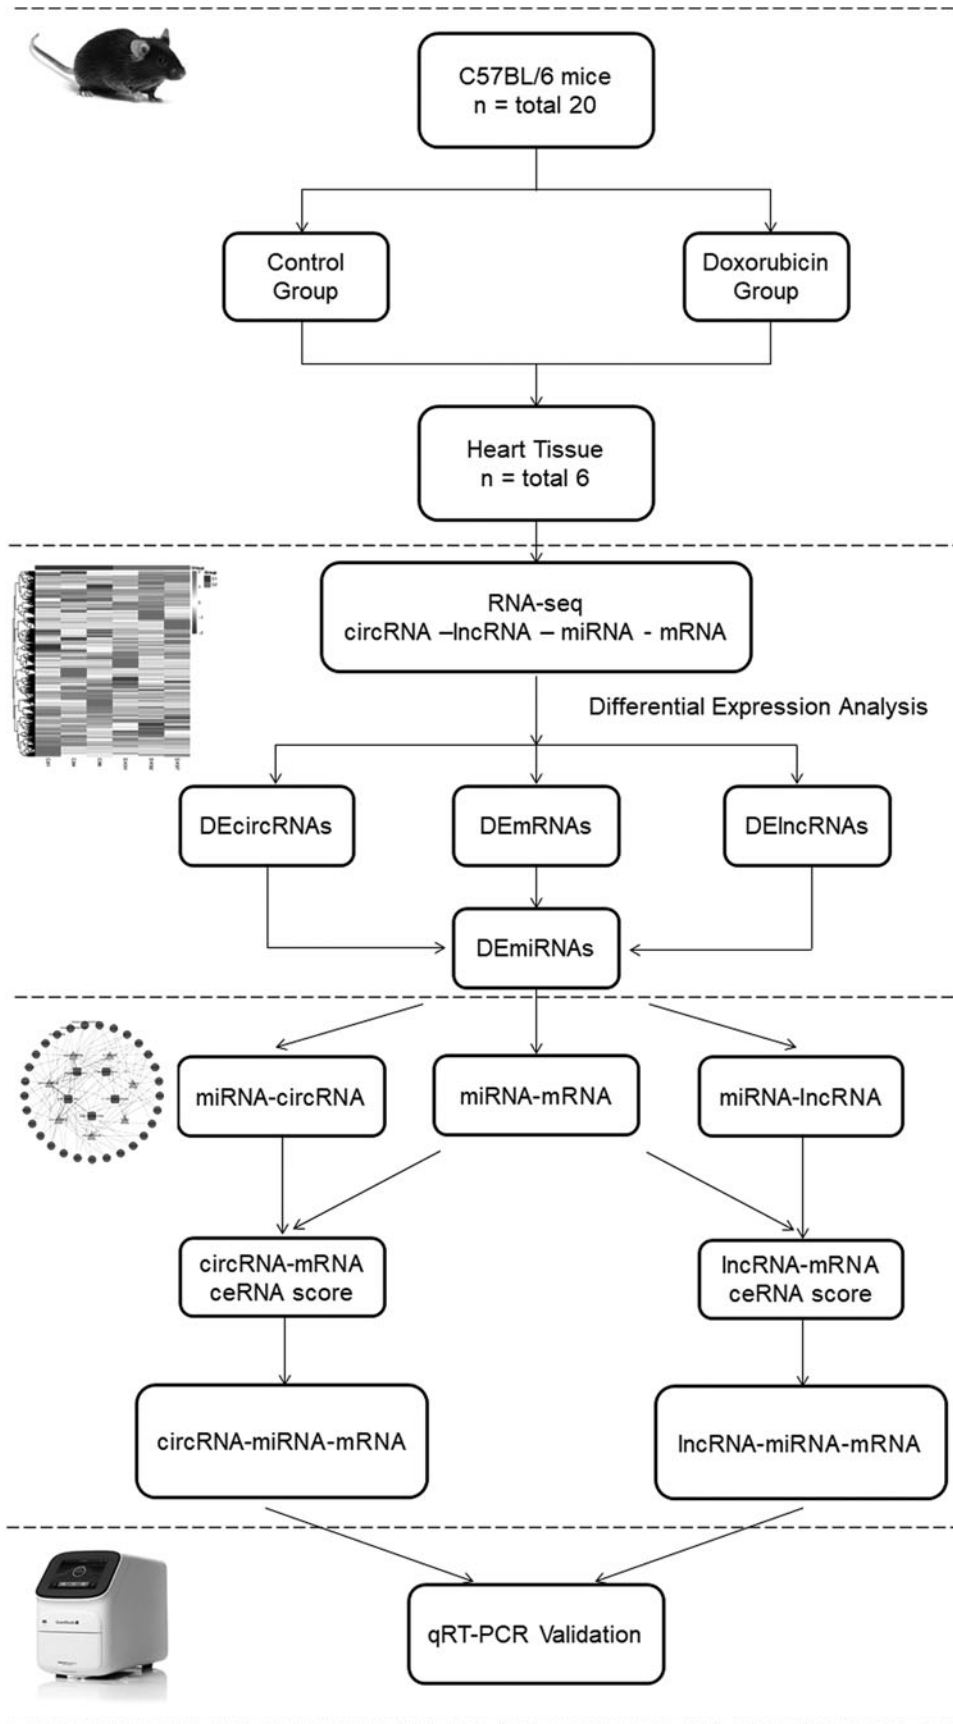 C57BL/6 mice
n = total 20
Control
Group
Doxorubicin
Group
Heart Tissue
n = total 6
RNA-seq
circRNA –lncRNA – miRNA - mRNA
Differential Expression Analysis
DEcircRNAs
DEmRNAs
DElncRNAs
DEmiRNAs
miRNA-circRNA
miRNA-mRNA
miRNA-lncRNA
circRNA-mRNA
ceRNA score
lncRNA-mRNA
ceRNA score
circRNA-miRNA-mRNA
lncRNA-miRNA-mRNA
qRT-PCR Validation